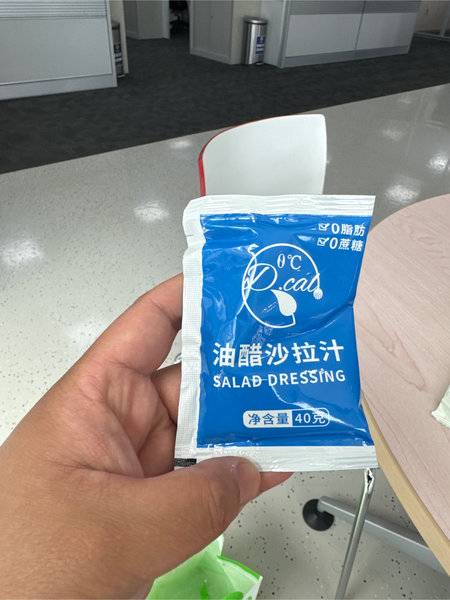 ☑0脂肪
☑0蔗糖
0℃
D.cal
油醋沙拉汁
SALAD DRESSING
净含量 40克